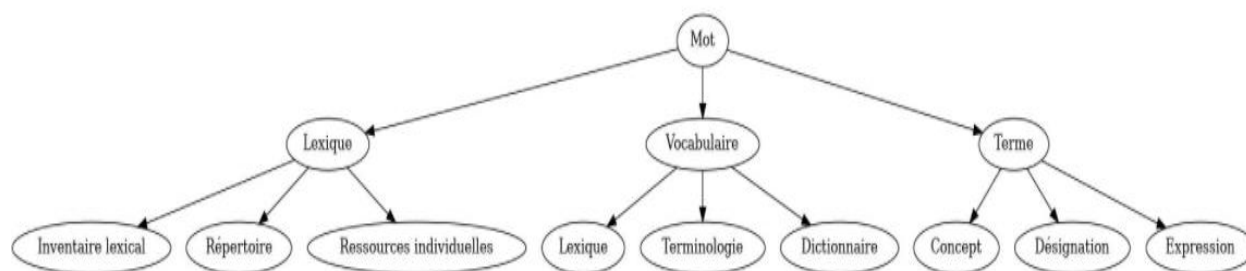 Mot
Lexique Vocabulaire Terme
Inventaire lexical Répertoire Ressources individuelles Lexique Terminologie Dictionnaire Concept Désignation Expression